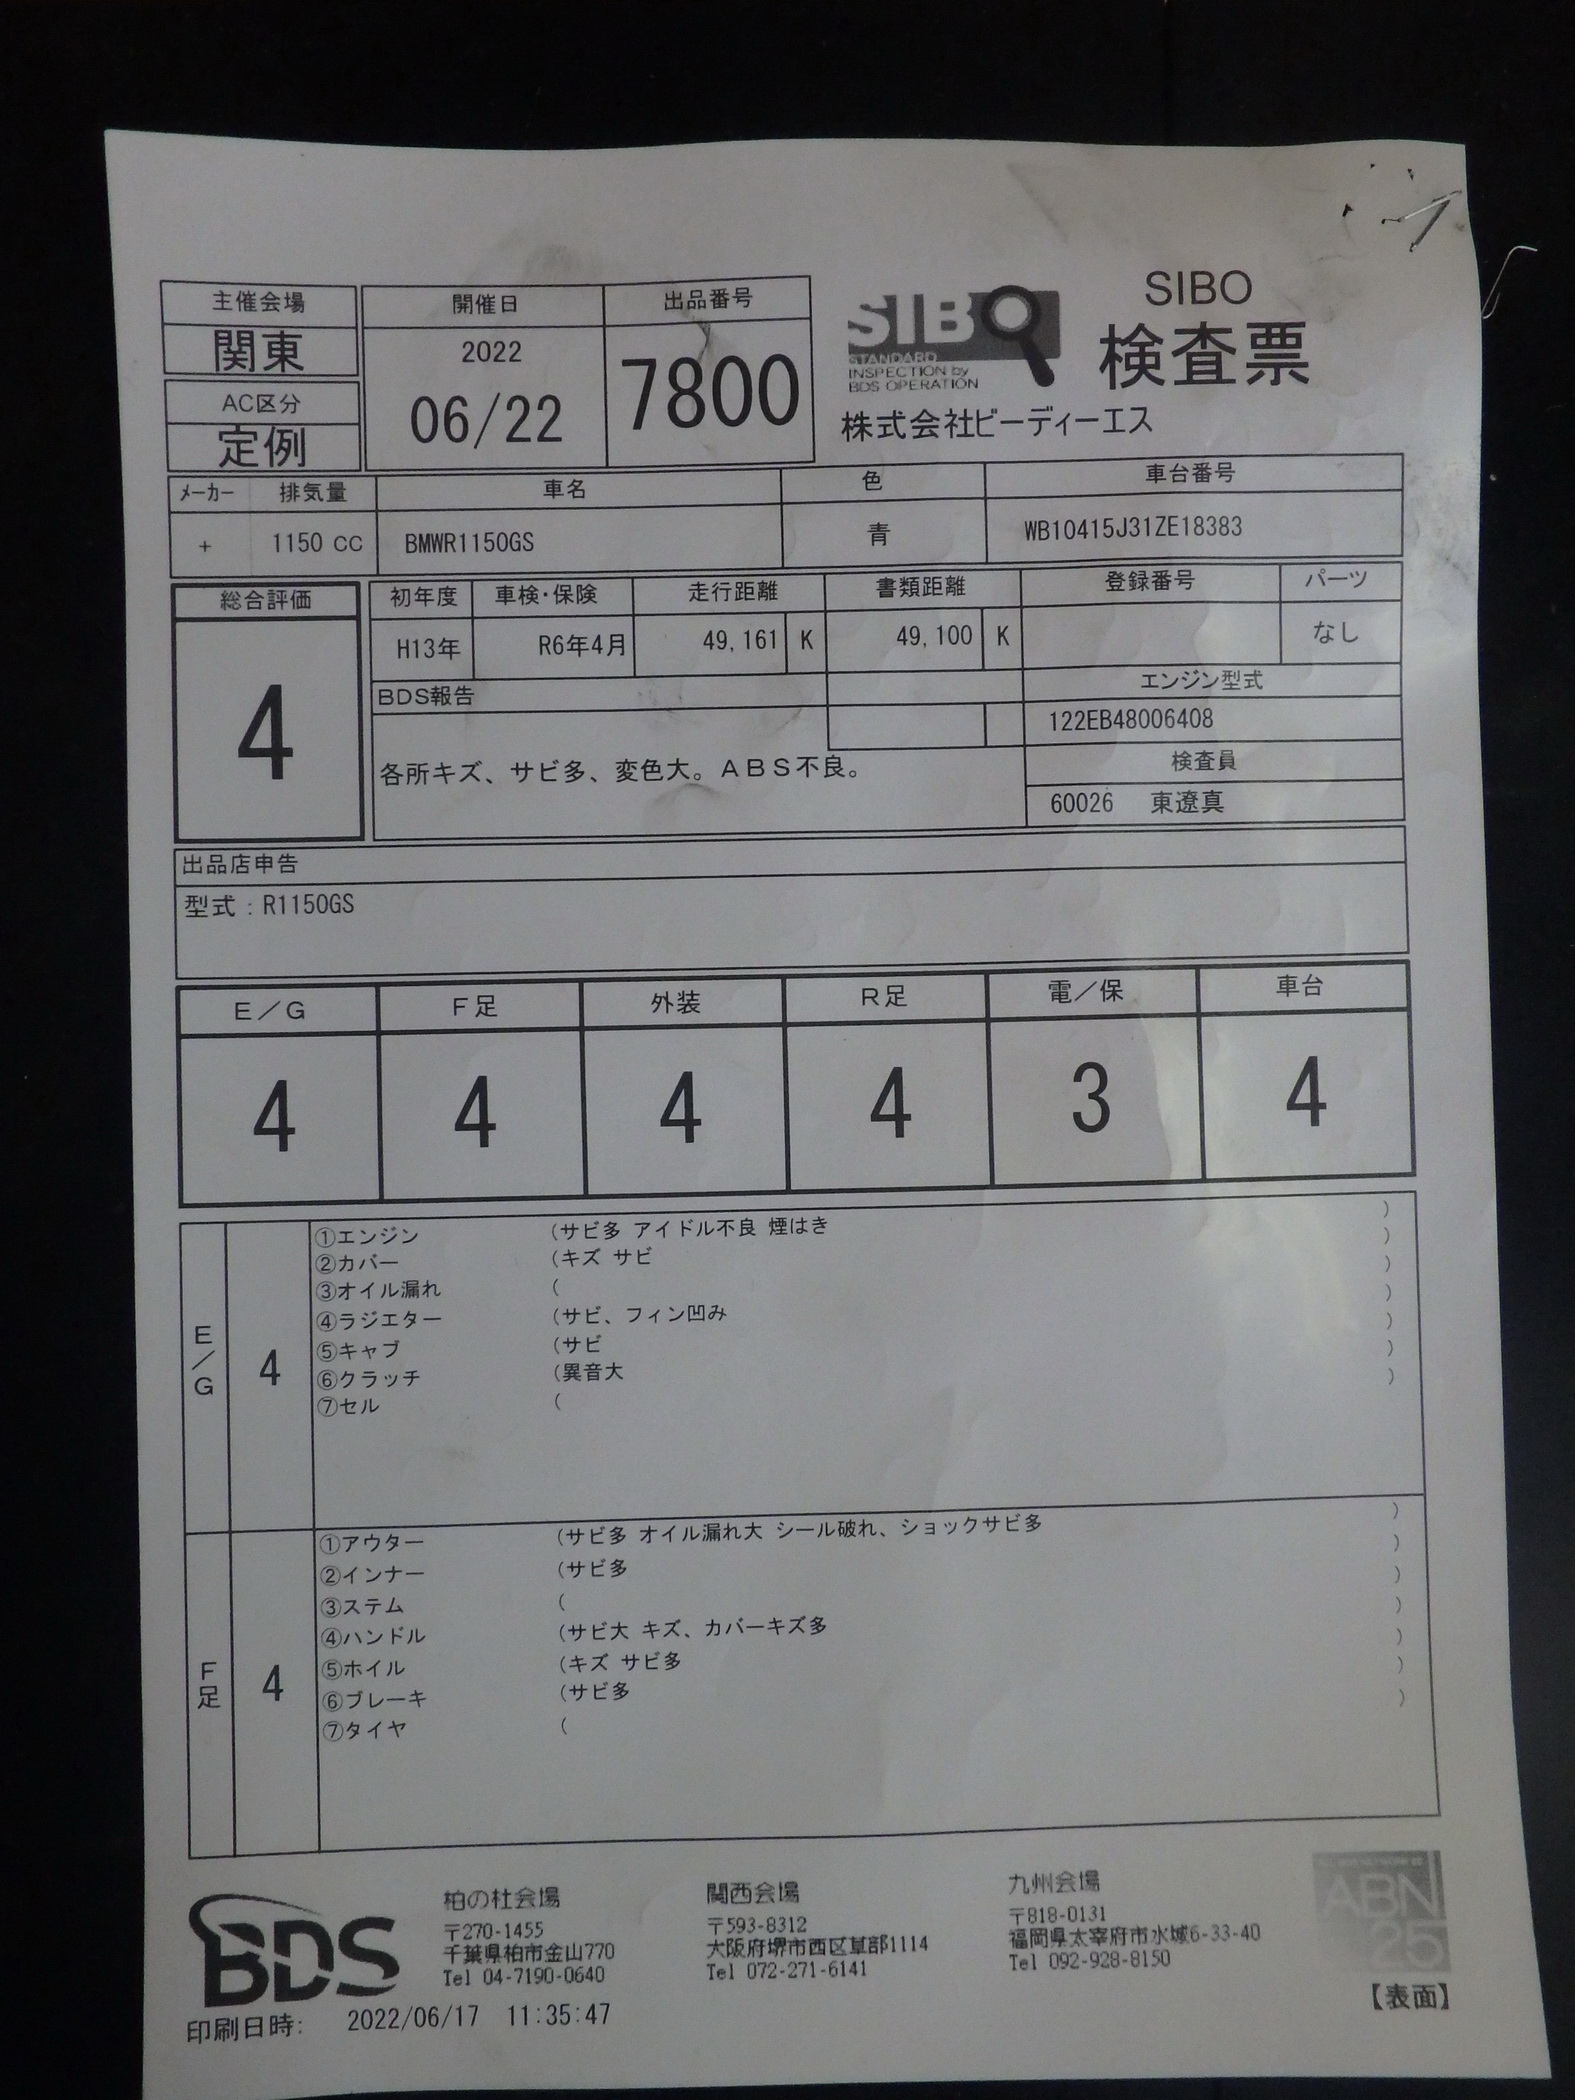 主催会場
関東
AC区分
定例
開催日
2022
06/22
出品番号
7800
SIBO
STANDARD
INSPECTION by
BDS OPERATION
SIBO
検査票
株式会社ビーディーエス
メーカー 排気量 車名 色 車台番号
+ 1150 CC BMWR1150GS 青 WB10415J31ZE18383
総合評価
4
初年度 車検・保険 走行距離 書類距離 登録番号 パーツ
H13年 R6年4月 49,161 K 49,100 K なし
BDS報告
各所キズ、サビ多、変色大。ABS不良。
エンジン型式
122EB48006408
検査員
60026 東遼真
出品店申告
型式:R1150GS
E/G F足 外装 R足 電/保 車台
4 4 4 4 3 4
E/G
4
①エンジン (サビ多 アイドル不良 煙はき )
②カバー (キズ サビ )
③オイル漏れ ( )
④ラジエター (サビ、フィン凹み )
⑤キャブ (サビ )
⑥クラッチ (異音大 )
⑦セル ( )
F足
4
①アウター (サビ多 オイル漏れ大 シール破れ、ショックサビ多 )
②インナー (サビ多 )
③ステム ( )
④ハンドル (サビ大 キズ、カバーキズ多 )
⑤ホイル (キズ サビ多 )
⑥ブレーキ (サビ多 )
⑦タイヤ ( )
BDS
柏の杜会場
〒270-1455
千葉県柏市金山770
Tel 04-7190-0640
関西会場
〒593-8312
大阪府堺市西区草部1114
Tel 072-271-6141
九州会場
〒818-0131
福岡県太宰府市水城6-33-40
Tel 092-928-8150
ABN
25
【表面】
印刷日時: 2022/06/17 11:35:47